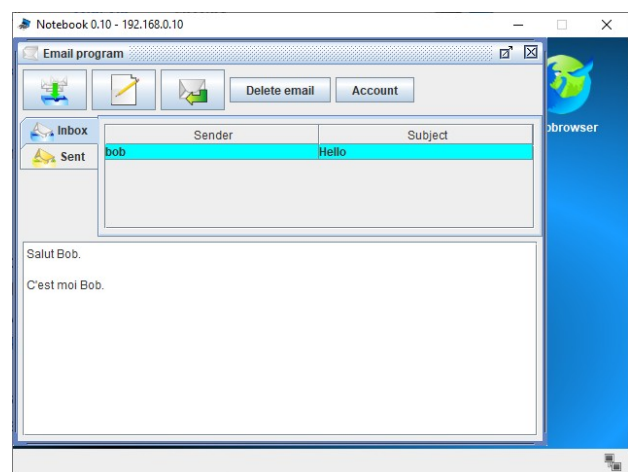 Notebook 0.10 - 192.168.0.10
Email program
Delete email Account
Inbox
Sent
Sender Subject
bob Hello
Salut Bob.
C'est moi Bob.